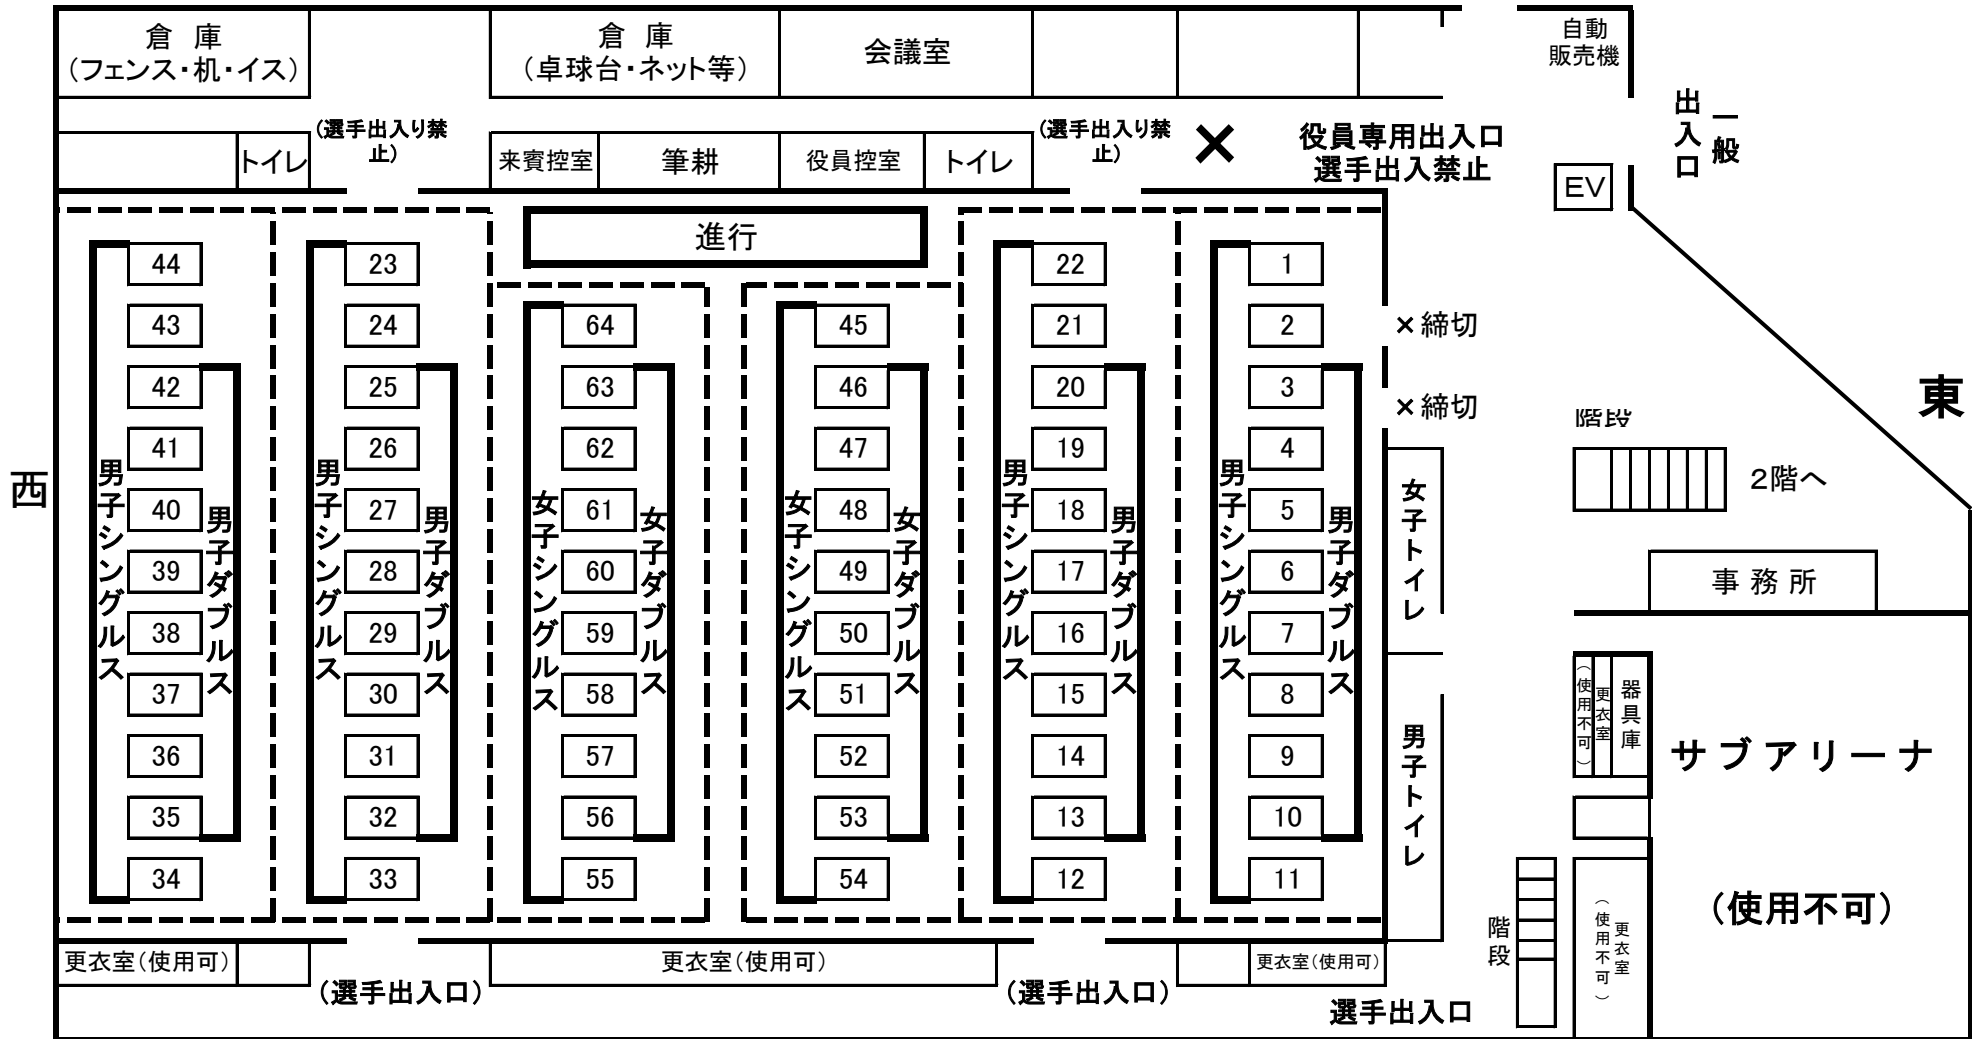 倉 庫
（フェンス・机・イス）
倉 庫
（卓球台・ネット等）
会議室
自動
販売機
一般
出入口
トイレ
（選手出入り禁
止）
来賓控室
筆耕
役員控室
トイレ
（選手出入り禁
止）
×
役員専用出入口
選手出入禁止
EV
進行
44
43
42
41
40
39
38
37
36
35
34
男子シングルス
男子ダブルス
23
24
25
26
27
28
29
30
31
32
33
男子シングルス
男子ダブルス
64
63
62
61
60
59
58
57
56
55
女子シングルス
女子ダブルス
45
46
47
48
49
50
51
52
53
54
女子シングルス
女子ダブルス
22
21
20
19
18
17
16
15
14
13
12
男子シングルス
男子ダブルス
1
2
3
4
5
6
7
8
9
10
11
男子シングルス
男子ダブルス
西
東
×締切
×締切
女子トイレ
男子トイレ
階段
2階へ
事務所
器具庫
更衣室
（使用不可）
サブアリーナ
（使用不可）
更衣室
（使用不可）
階段
更衣室（使用可）
（選手出入口）
更衣室（使用可）
（選手出入口）
更衣室（使用可）
選手出入口